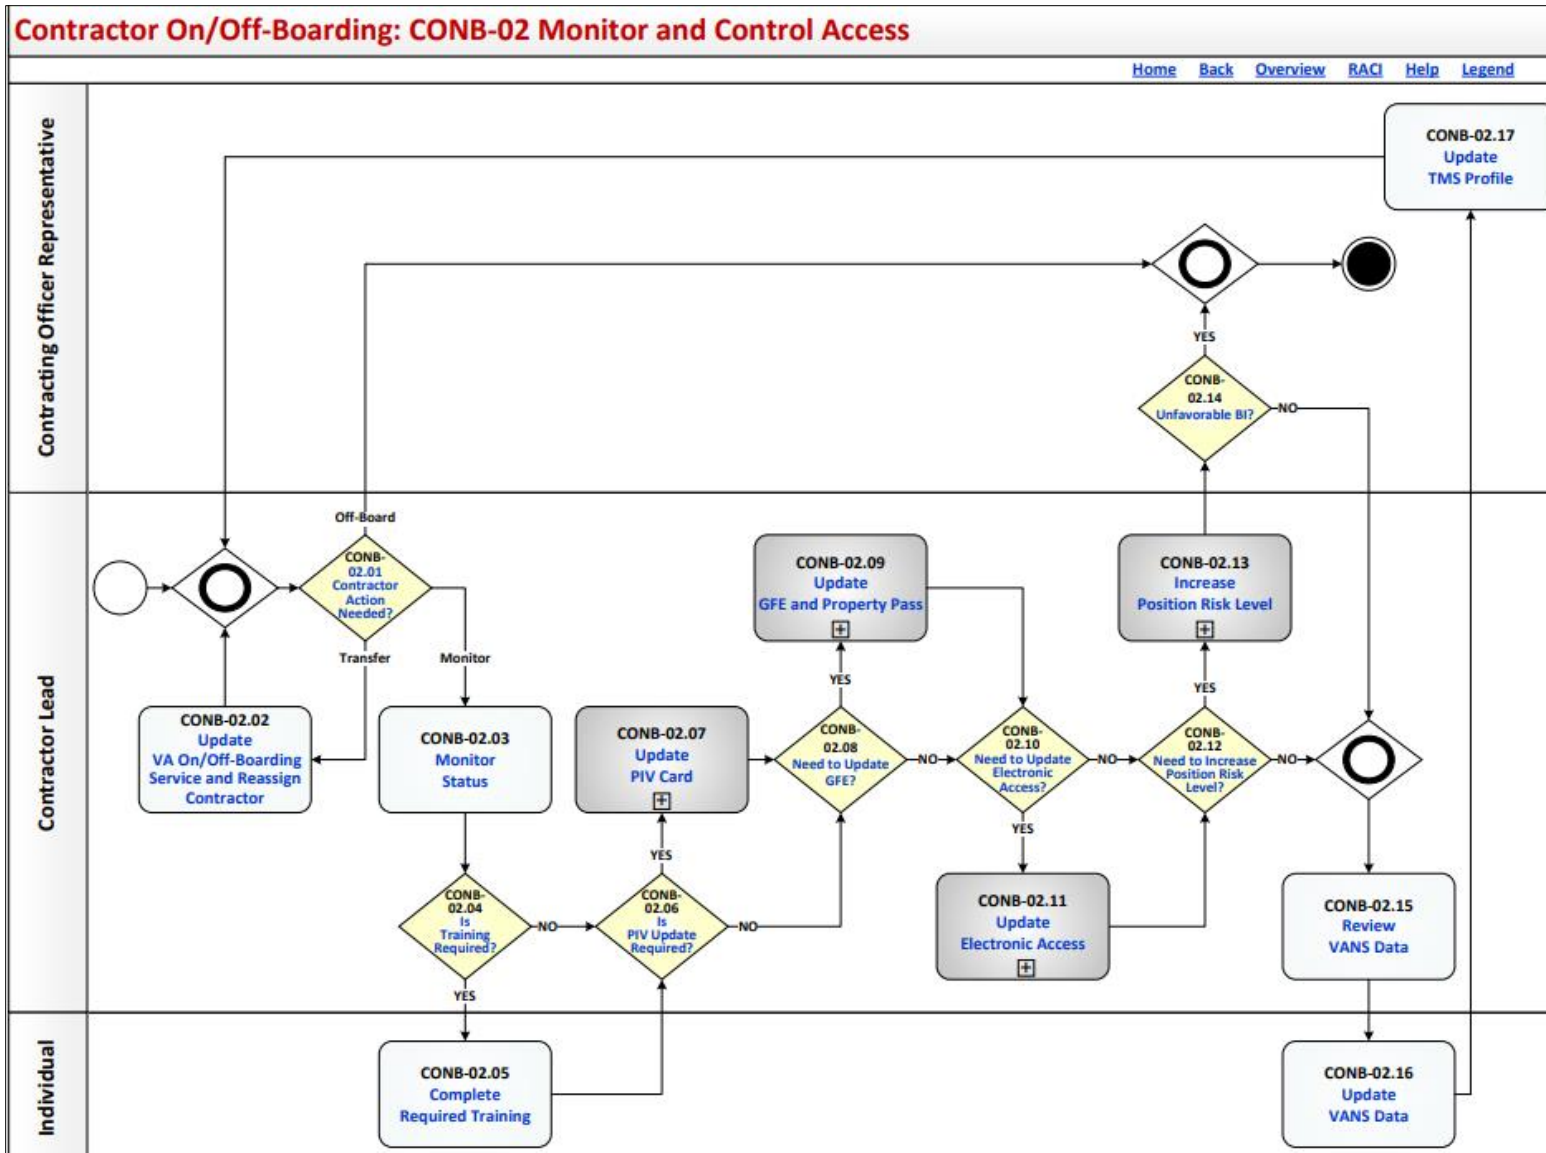 Contractor On/Off-Boarding: CONB-02 Monitor and Control Access
Home Back Overview RACI Help Legend
Contracting Officer Representative
CONB-02.17
Update
TMS Profile
YES
CONB-
02.14
Unfavorable BI?
NO
Contractor Lead
Off-Board
CONB-
02.01
Contractor
Action
Needed?
Transfer
Monitor
CONB-02.02
Update
VA On/Off-Boarding
Service and Reassign
Contractor
CONB-02.03
Monitor
Status
CONB-
02.04
Is
Training
Required?
NO
YES
CONB-
02.06
Is
PIV Update
Required?
NO
YES
CONB-02.07
Update
PIV Card
CONB-
02.08
Need to Update
GFE?
NO
YES
CONB-02.09
Update
GFE and Property Pass
CONB-
02.10
Need to Update
Electronic
Access?
NO
YES
CONB-02.11
Update
Electronic Access
CONB-
02.12
Need to Increase
Position Risk
Level?
NO
YES
CONB-02.13
Increase
Position Risk Level
CONB-02.15
Review
VANS Data
Individual
CONB-02.05
Complete
Required Training
CONB-02.16
Update
VANS Data